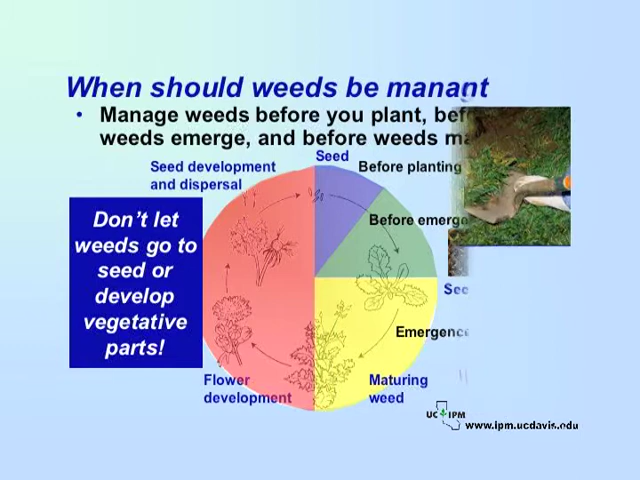 When should weeds be manant
• Manage weeds before you plant, bef
weeds emerge, and before weeds ma
Seed
Seed development
and dispersal
Before planting
Don't let
weeds go to
seed or
develop
vegetative
parts!
Before emerge
See
Emergence
Flower
development
Maturing
weed
UC IPM
www.ipm.ucdavis.edu